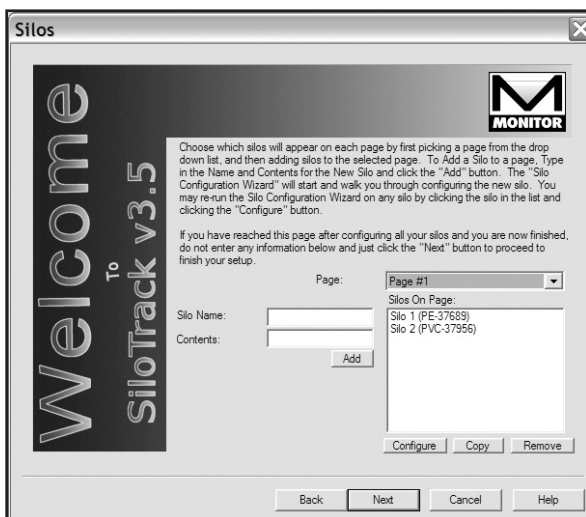 Silos
Welcome
To
SiloTrack v3.5
M
MONITOR
Choose which silos will appear on each page by first picking a page from the drop
down list, and then adding silos to the selected page. To Add a Silo to a page, Type
in the Name and Contents for the New Silo and click the "Add" button. The "Silo
Configuration Wizard" will start and walk you through configuring the new silo. You
may re-run the Silo Configuration Wizard on any silo by clicking the silo in the list and
clicking the "Configure" button.
If you have reached this page after configuring all your silos and you are now finished,
do not enter any information below and just click the "Next" button to proceed to
finish your setup.
Page:
Page #1
Silos On Page:
Silo Name:
Silo 1 (PE-37689)
Silo 2 (PVC-37956)
Contents:
Add
Configure
Copy
Remove
Back
Next
Cancel
Help